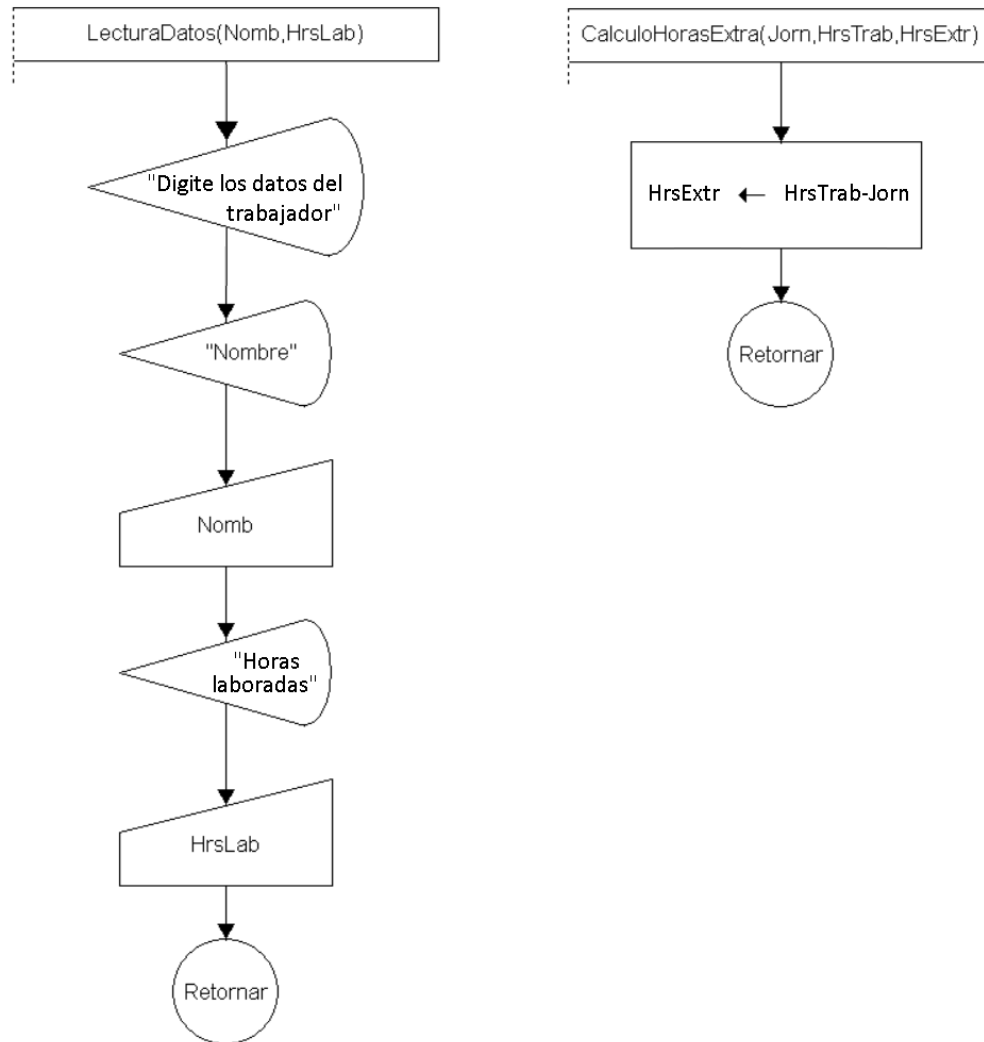 LecturaDatos(Nomb,HrsLab)
"Digite los datos del
trabajador"
"Nombre"
Nomb
"Horas
laboradas"
HrsLab
Retornar
CalculoHorasExtra(Jorn,HrsTrab,HrsExtr)
HrsExtr ← HrsTrab-Jorn
Retornar